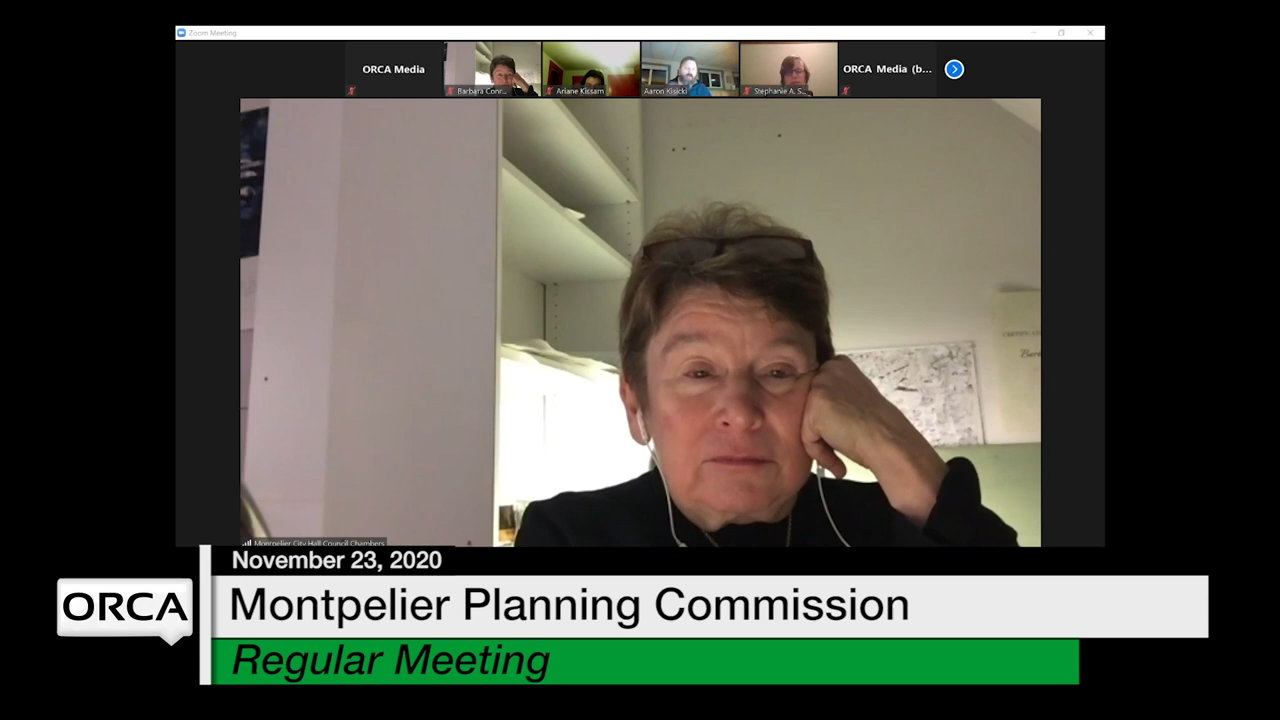 Zoom Meeting
ORCA Media
Barbara Conr...
Ariane Kissam
Aaron Kisicki
Stephanie A. S...
ORCA Media (b...
Montpelier City Hall Council Chambers
November 23, 2020
ORCA
Montpelier Planning Commission
Regular Meeting